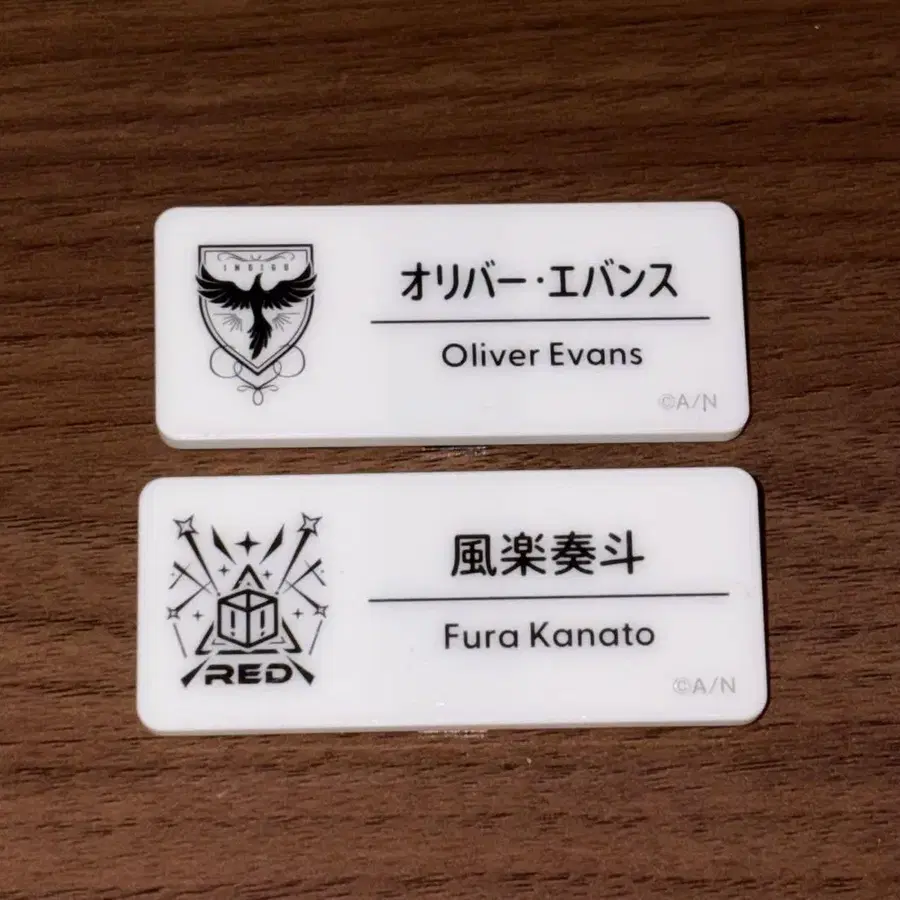 INDIGO
オリバー・エバンス
Oliver Evans
©A/N
風楽奏斗
Fura Kanato
RED
©A/N